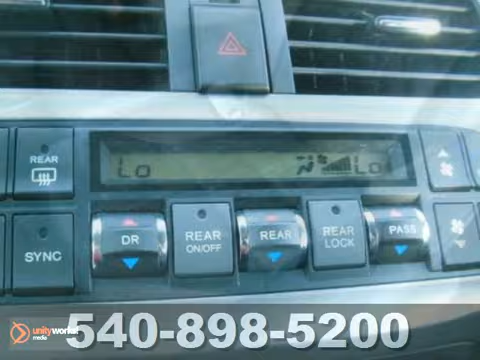 REAR
Lo Lo
SYNC
DR
REAR
ON/OFF
REAR
REAR
LOCK
PASS
unityworks!
media
540-898-5200